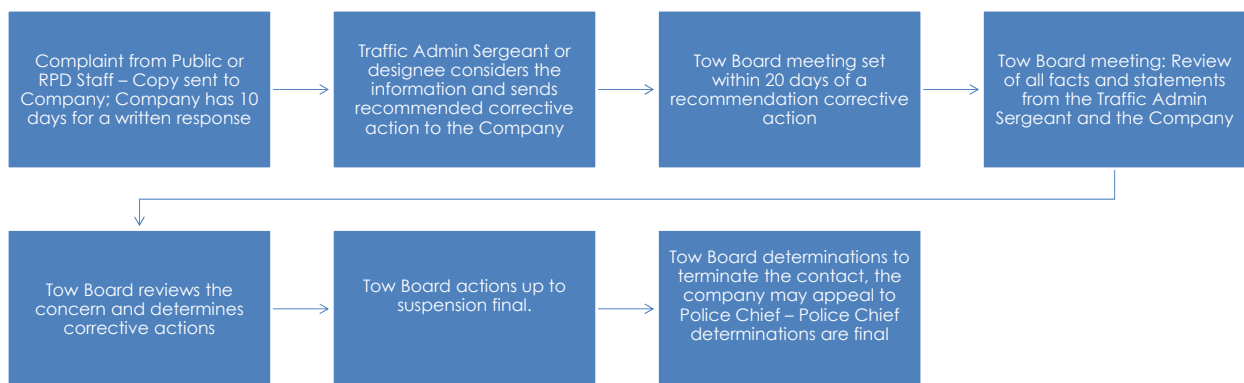 Complaint from Public or
RPD Staff – Copy sent to
Company; Company has 10
days for a written response
Traffic Admin Sergeant or
designee considers the
information and sends
recommended corrective
action to the Company
Tow Board meeting set
within 20 days of a
recommendation corrective
action
Tow Board meeting: Review
of all facts and statements
from the Traffic Admin
Sergeant and the Company
Tow Board reviews the
concern and determines
corrective actions
Tow Board actions up to
suspension final.
Tow Board determinations to
terminate the contact, the
company may appeal to
Police Chief – Police Chief
determinations are final